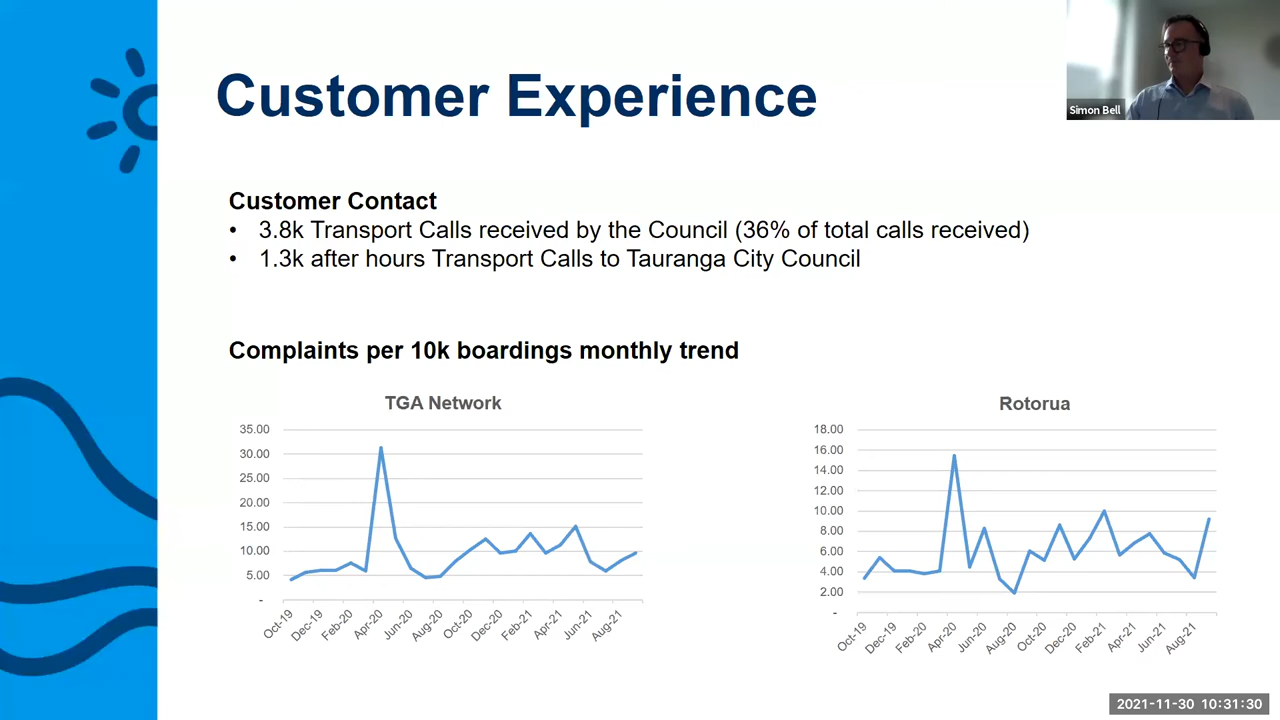 Customer Experience
Simon Bell
Customer Contact
• 3.8k Transport Calls received by the Council (36% of total calls received)
• 1.3k after hours Transport Calls to Tauranga City Council
Complaints per 10k boardings monthly trend
TGA Network
35.00
30.00
25.00
20.00
15.00
10.00
5.00
-
Oct-19 Dec-19 Feb-20 Apr-20 Jun-20 Aug-20 Oct-20 Dec-20 Feb-21 Apr-21 Jun-21 Aug-21
Rotorua
18.00
16.00
14.00
12.00
10.00
8.00
6.00
4.00
2.00
-
Oct-19 Dec-19 Feb-20 Apr-20 Jun-20 Aug-20 Oct-20 Dec-20 Feb-21 Apr-21 Jun-21 Aug-21
2021-11-30 10:31:30